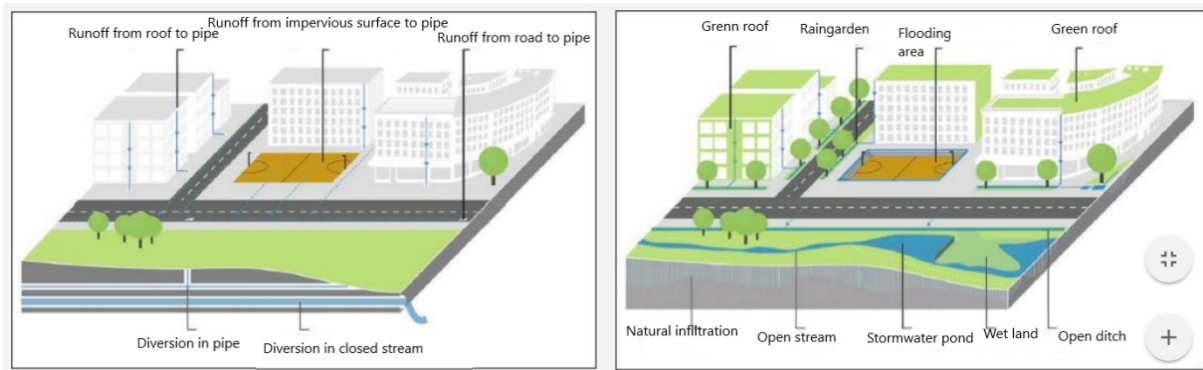 Runoff from impervious surface to pipe
Runoff from roof to pipe
Runoff from road to pipe
Diversion in pipe
Diversion in closed stream
Grenn roof
Raingarden
Flooding
area
Green roof
Natural infiltration
Open stream
Stormwater pond
Wet land
Open ditch